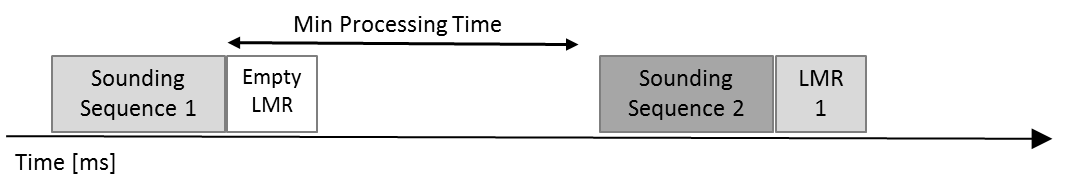 Min Processing Time
Sounding
Sequence 1
Empty
LMR
Sounding
Sequence 2
LMR
1
Time [ms]